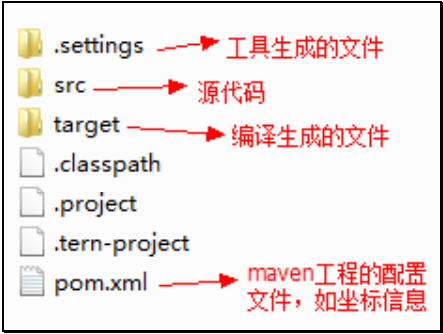 .settings 工具生成的文件
src 源代码
target 编译生成的文件
.classpath
.project
.tern-project
pom.xml maven工程的配置
文件，如坐标信息